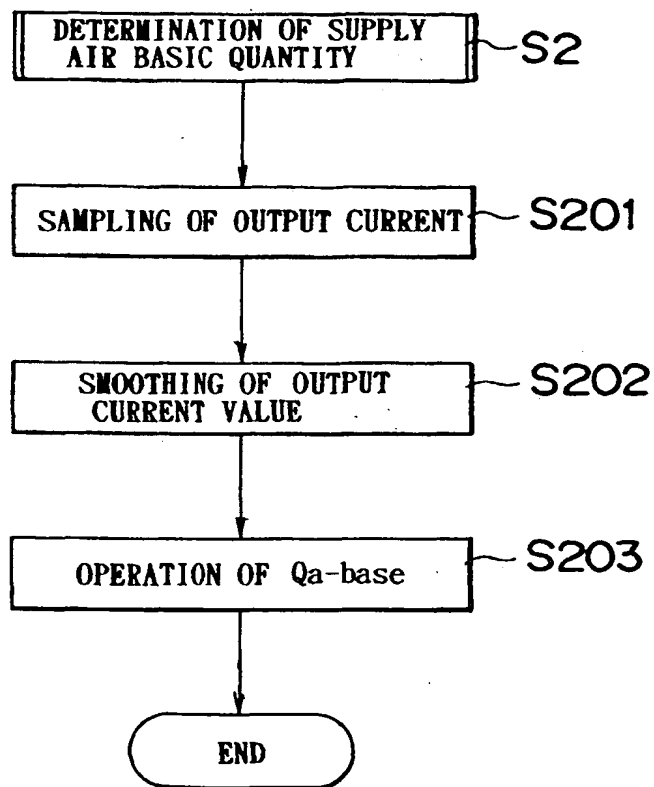 DETERMINATION OF SUPPLY
AIR BASIC QUANTITY
S2
SAMPLING OF OUTPUT CURRENT
S201
SMOOTHING OF OUTPUT
CURRENT VALUE
S202
OPERATION OF Qa-base
S203
END